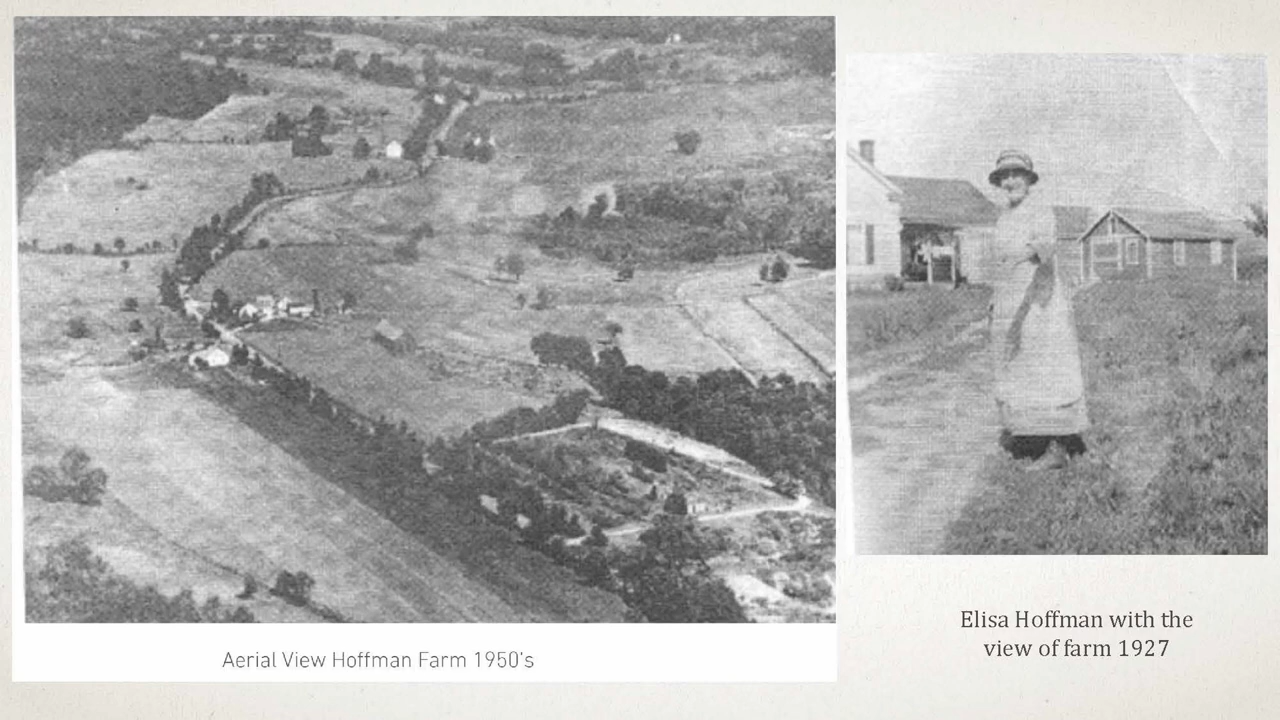 Aerial View Hoffman Farm 1950's
Elisa Hoffman with the
view of farm 1927